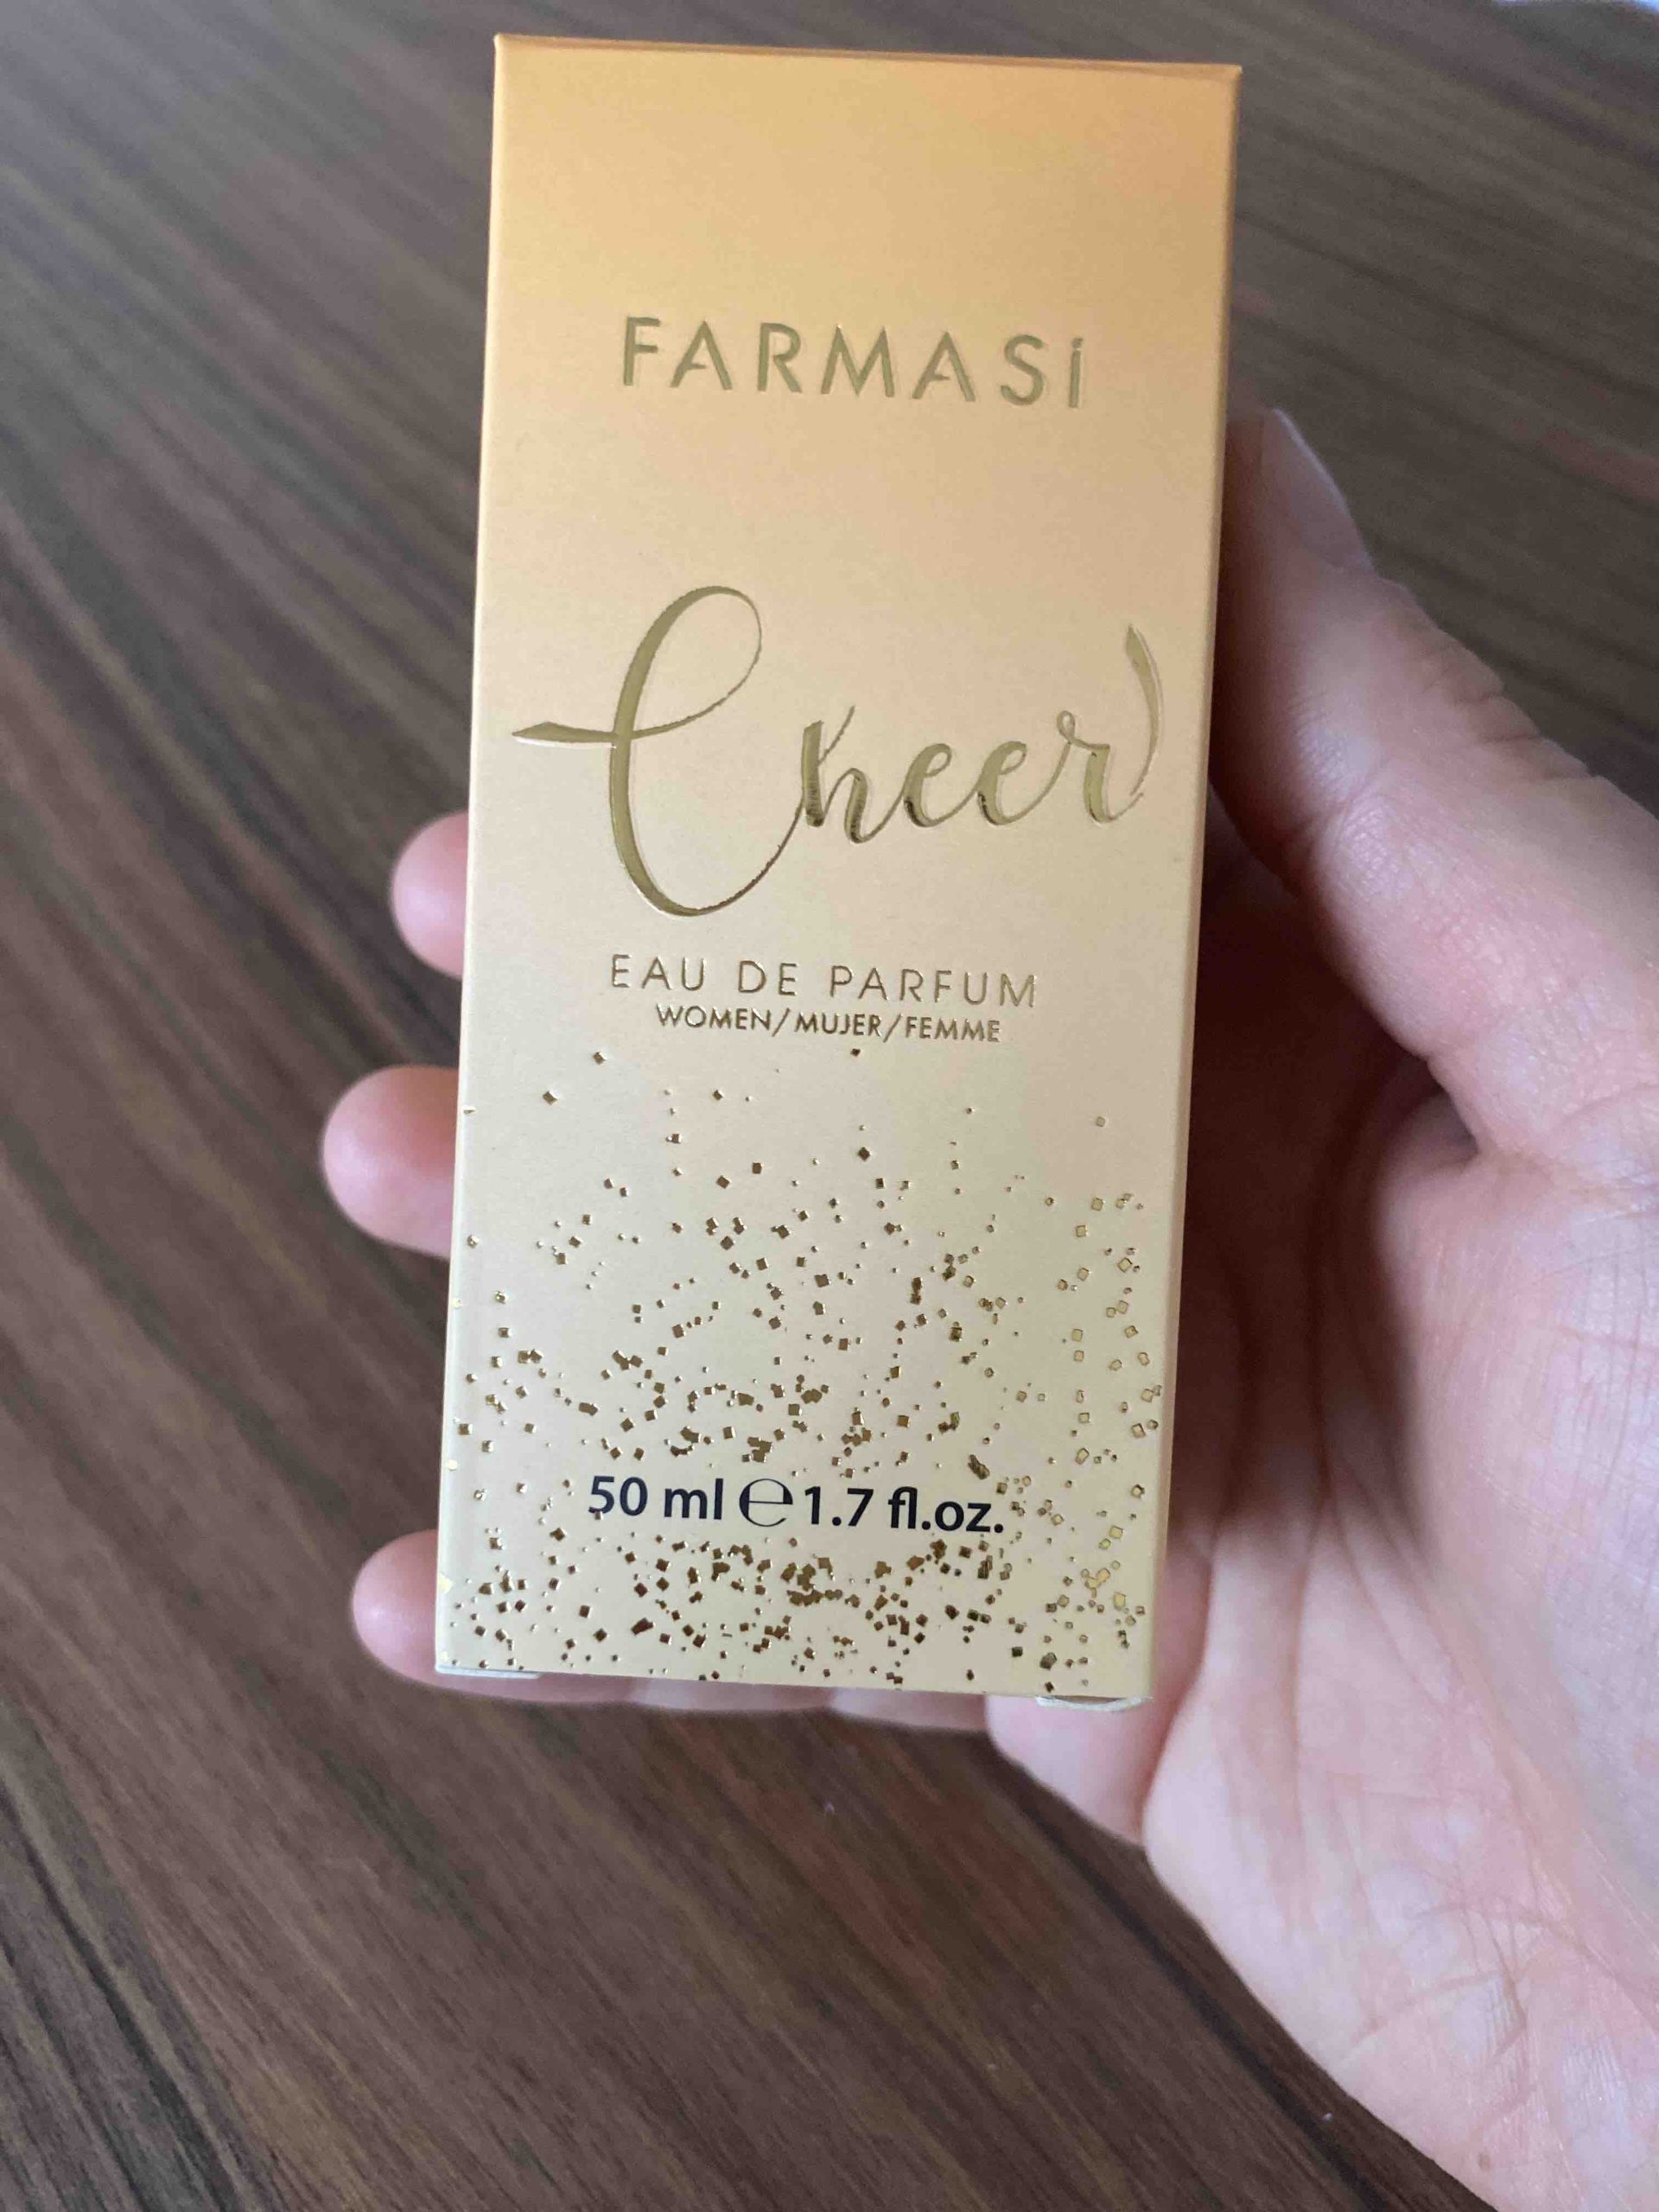 FARMASi
Cheer
EAU DE PARFUM
WOMEN/MUJER/FEMME
50 ml ℮ 1.7 fl.oz.